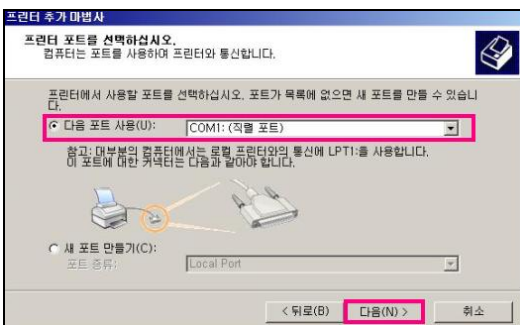 프린터 추가 마법사
프린터 포트를 선택하십시오.
컴퓨터는 포트를 사용하여 프린터와 통신합니다.
프린터에서 사용할 포트를 선택하십시오. 포트가 목록에 없으면 새 포트를 만들 수 있습니
다.
다음 포트 사용(U): COM1: (직렬 포트)
참고: 대부분의 컴퓨터에서는 로컬 프린터와의 통신에 LPT1:을 사용합니다.
이 포트에 대한 커넥터는 다음과 같아야 합니다.
새 포트 만들기(C):
포트 종류: Local Port
< 뒤로(B) 다음(N) > 취소